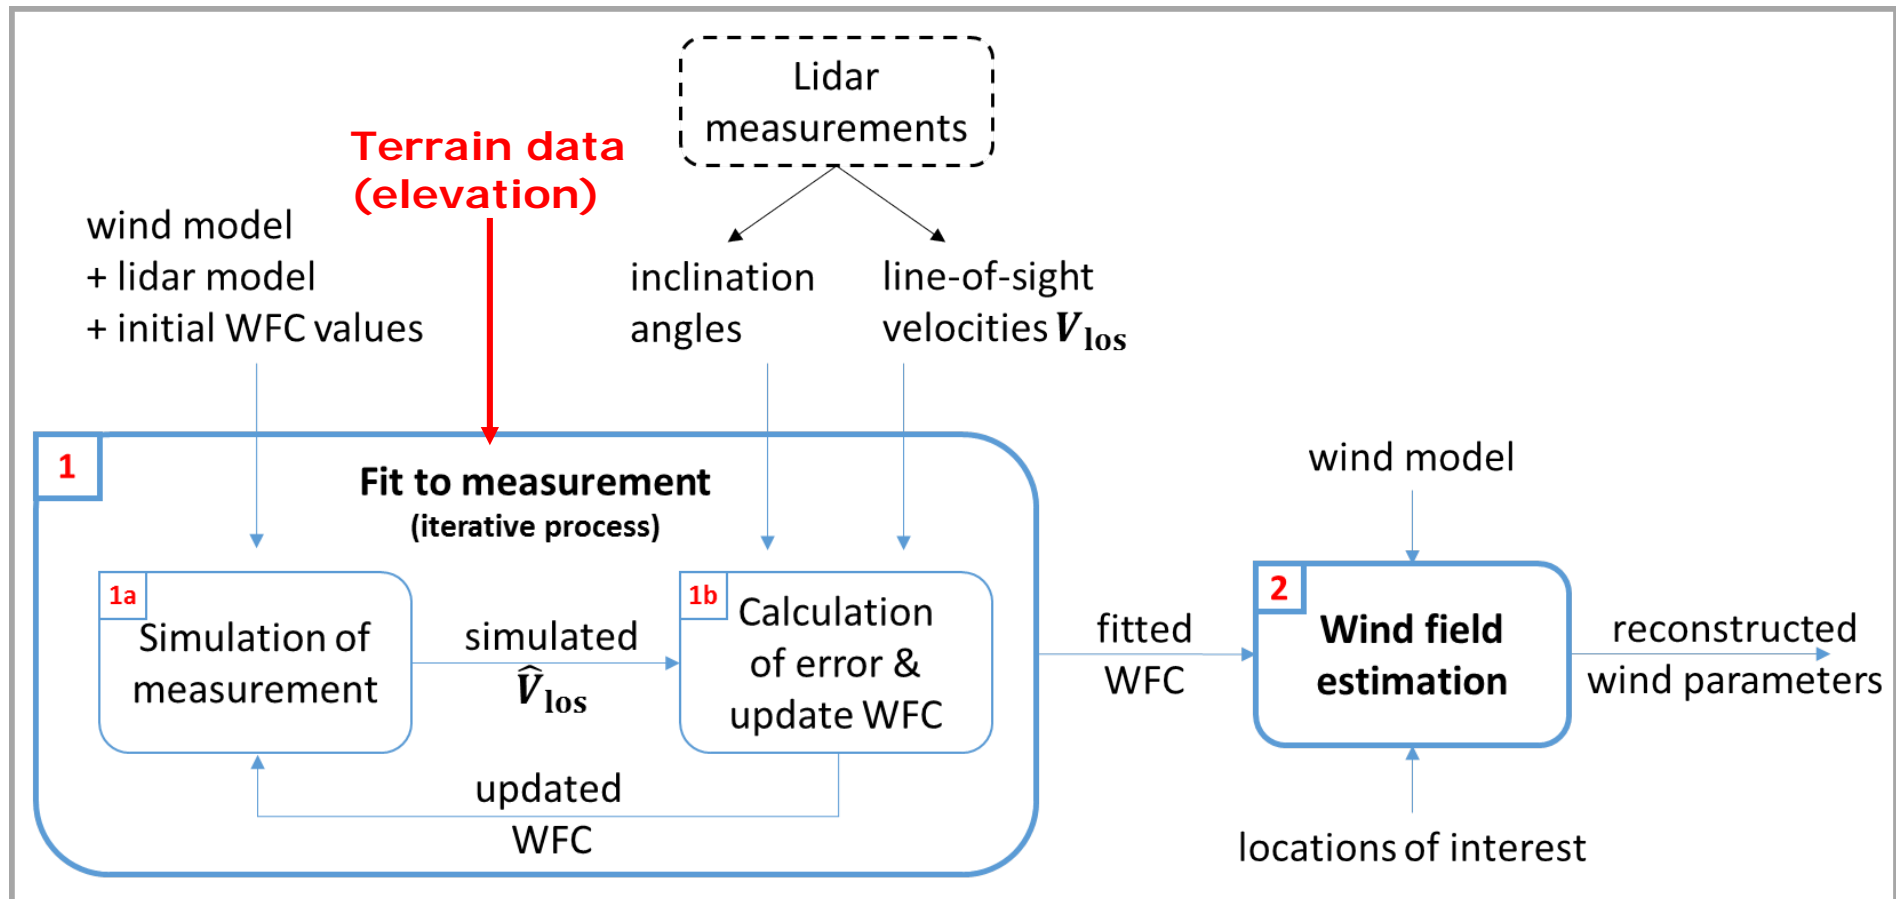 Lidar
measurements
Terrain data
(elevation)
wind model
+ lidar model
+ initial WFC values
inclination
angles
line-of-sight
velocities V_los
1
Fit to measurement
(iterative process)
1a
Simulation of
measurement
simulated
V̂_los
1b
Calculation
of error &
update WFC
updated
WFC
fitted
WFC
wind model
2
Wind field
estimation
locations of interest
reconstructed
wind parameters